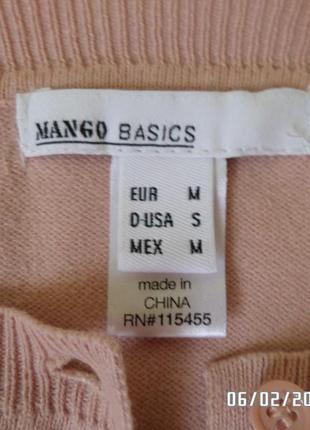 MANGO BASICS
EUR M
D-USA S
MEX M
made in
CHINA
RN#115455
06/02/20